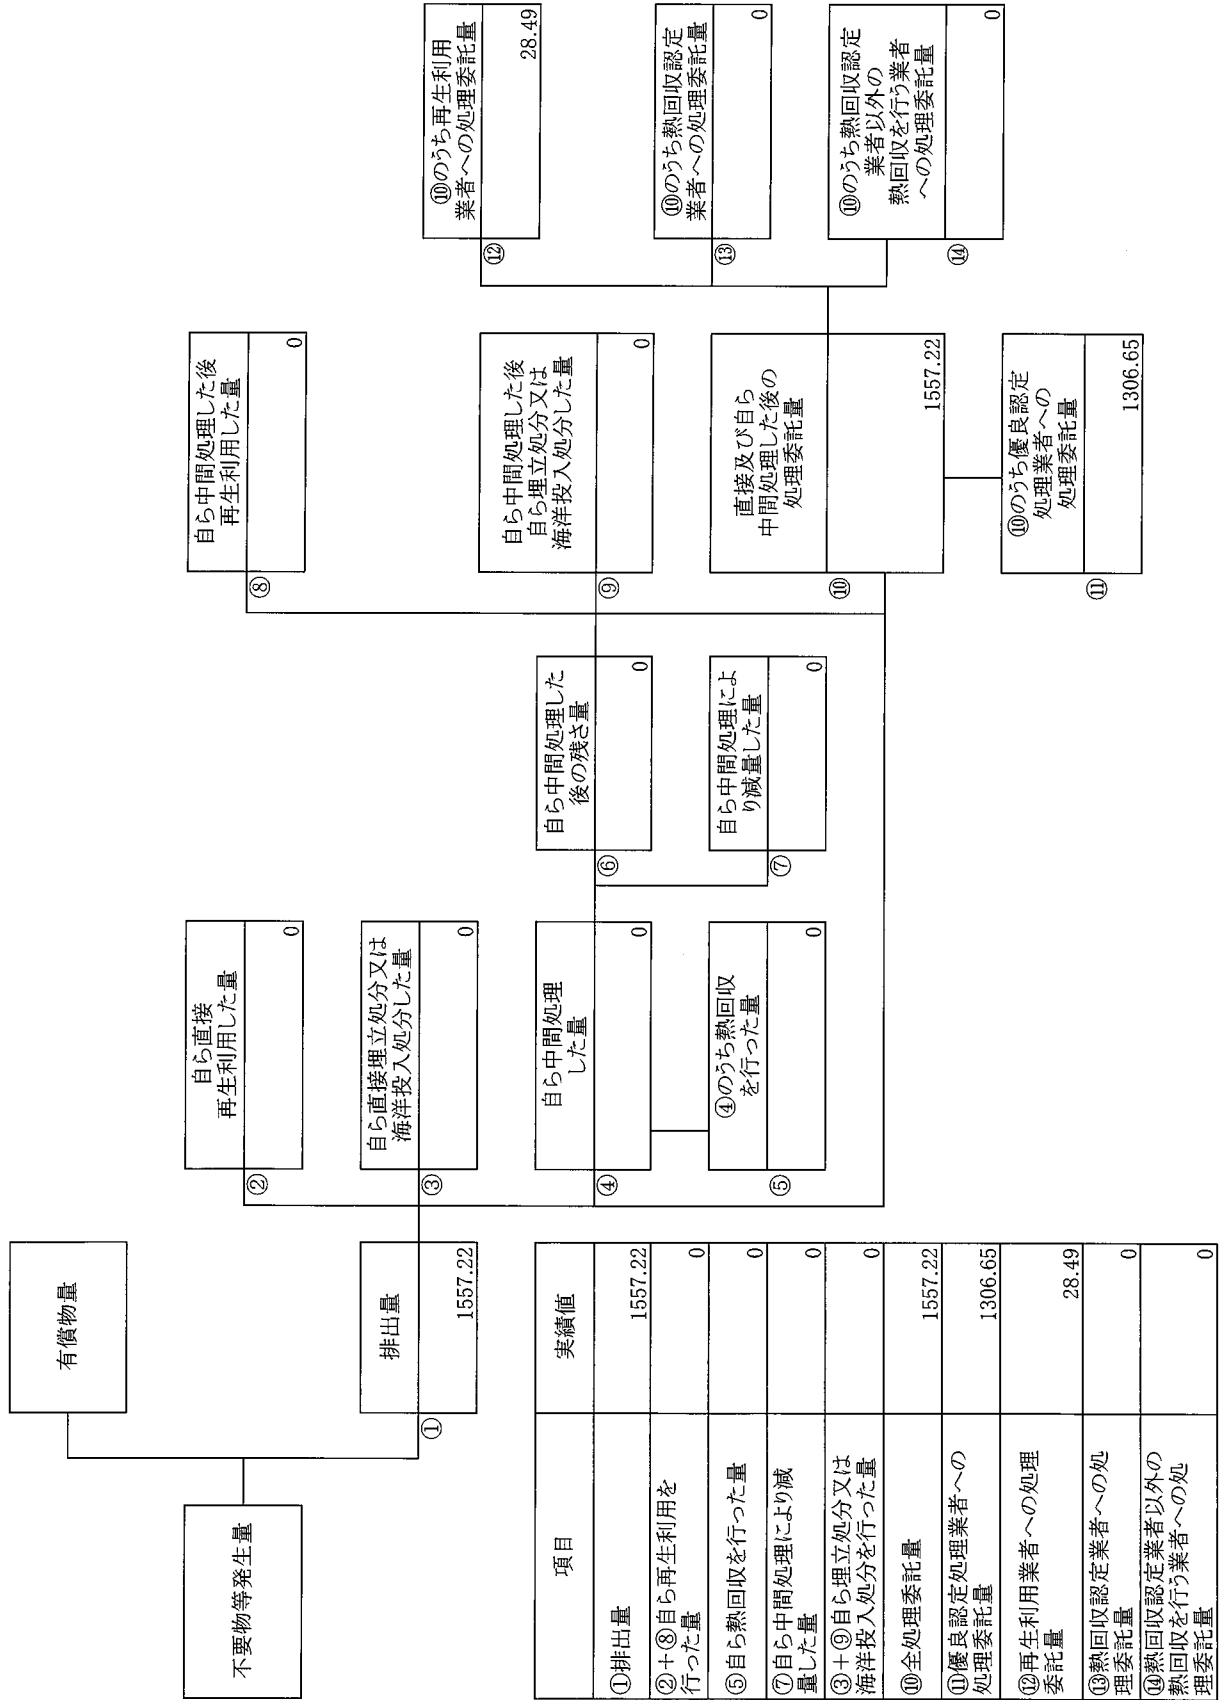 不要物等発生量
有償物量
排出量
①
1557.22
自ら直接
再生利用した量
②
0
自ら直接埋立処分又は
海洋投入処分した量
③
0
自ら中間処理
した量
④
0
④のうち熱回収
を行った量
⑤
0
自ら中間処理した
後の残さ量
⑥
0
自ら中間処理によ
り減量した量
⑦
0
自ら中間処理した後
再生利用した量
⑧
0
自ら中間処理した後
自ら埋立処分又は
海洋投入処分した量
⑨
0
直接及び自ら
中間処理した後の
処理委託量
⑩
1557.22
⑩のうち優良認定
処理業者への
処理委託量
⑪
1306.65
⑩のうち再生利用
業者への処理委託量
⑫
28.49
⑩のうち熱回収認定
業者への処理委託量
⑬
0
⑩のうち熱回収認定
業者以外の
熱回収を行う業者
への処理委託量
⑭
0
項目 実績値
①排出量 1557.22
②+⑧自ら再生利用を
行った量 0
⑤自ら熱回収を行った量 0
⑦自ら中間処理により減
量した量 0
③+⑨自ら埋立処分又は
海洋投入処分を行った量 0
⑩全処理委託量 1557.22
⑪優良認定処理業者への
処理委託量 1306.65
⑫再生利用業者への処理
委託量 28.49
⑬熱回収認定業者への処
理委託量 0
⑭熱回収認定業者以外の
熱回収を行う業者への処
理委託量 0